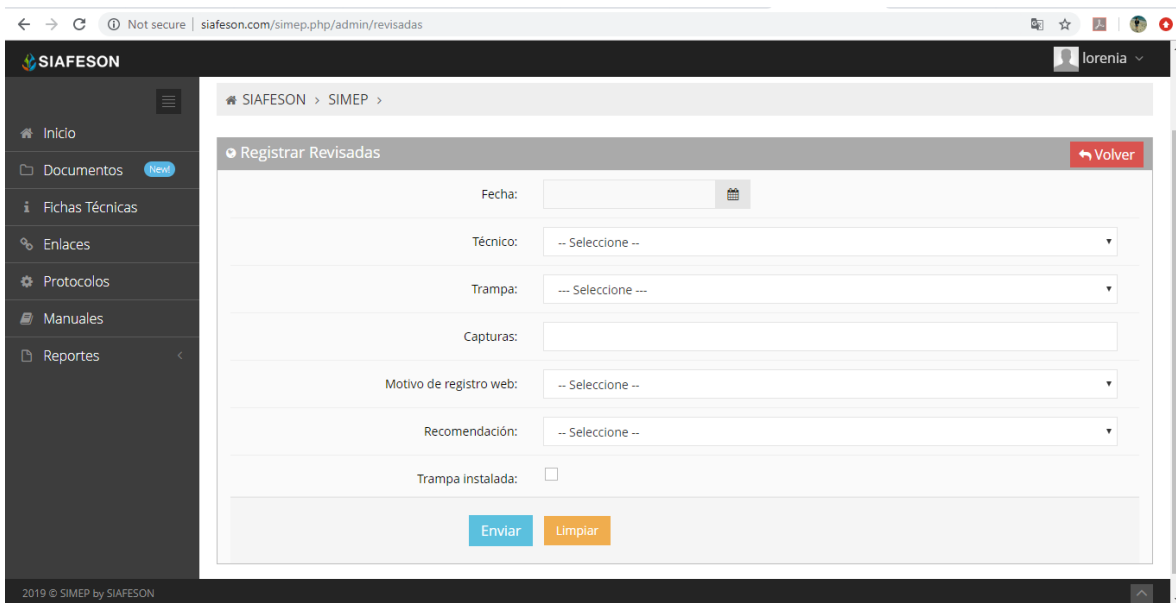 Not secure | siafeson.com/simep.php/admin/revisadas
SIAFESON
lorenia
SIAFESON > SIMEP >
Inicio
Documentos New!
Fichas Técnicas
Enlaces
Protocolos
Manuales
Reportes
Registrar Revisadas
Volver
Fecha:
Técnico: -- Seleccione --
Trampa: --- Seleccione ---
Capturas:
Motivo de registro web: -- Seleccione --
Recomendación: -- Seleccione --
Trampa instalada:
Enviar Limpiar
2019 © SIMEP by SIAFESON